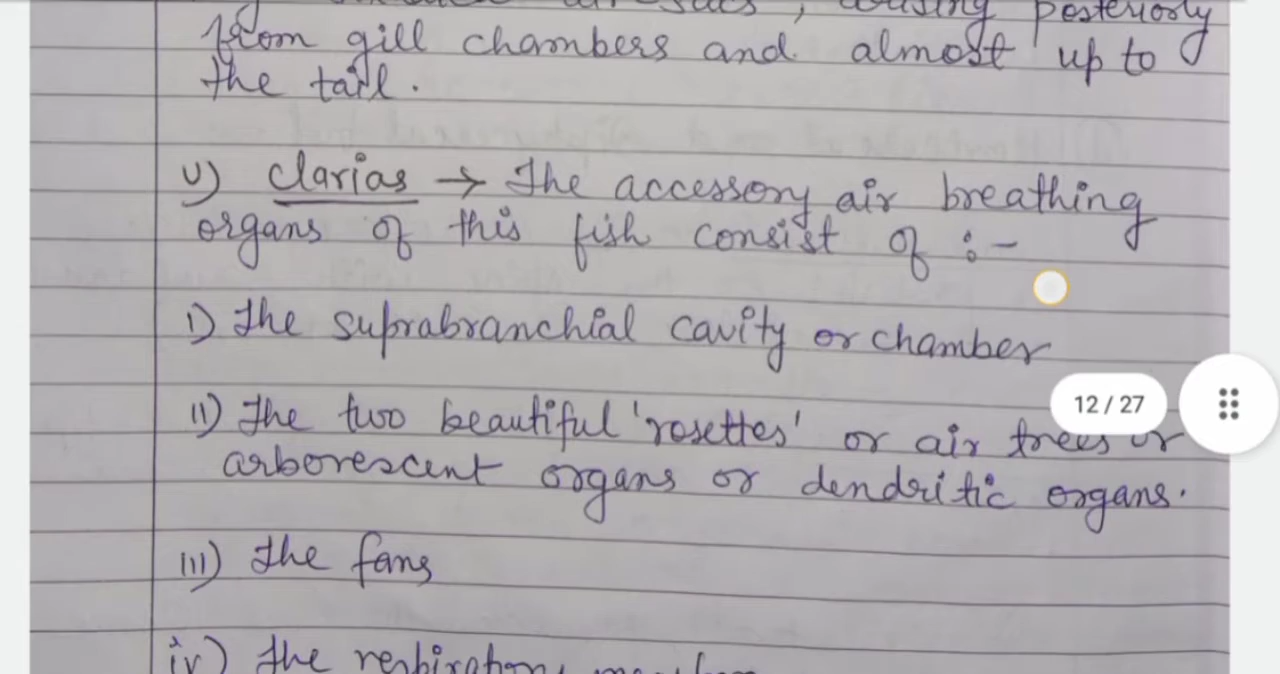 posteriorly
from gill chambers and almost up to
the tail.
v) Clarias → The accessory air breathing
organs of this fish consist of :-
i) The suprabranchial cavity or chamber
12 / 27
ii) The two beautiful 'rosettes' or air trees or
arborescent organs or dendritic organs.
iii) The fans
iv) The respiratory